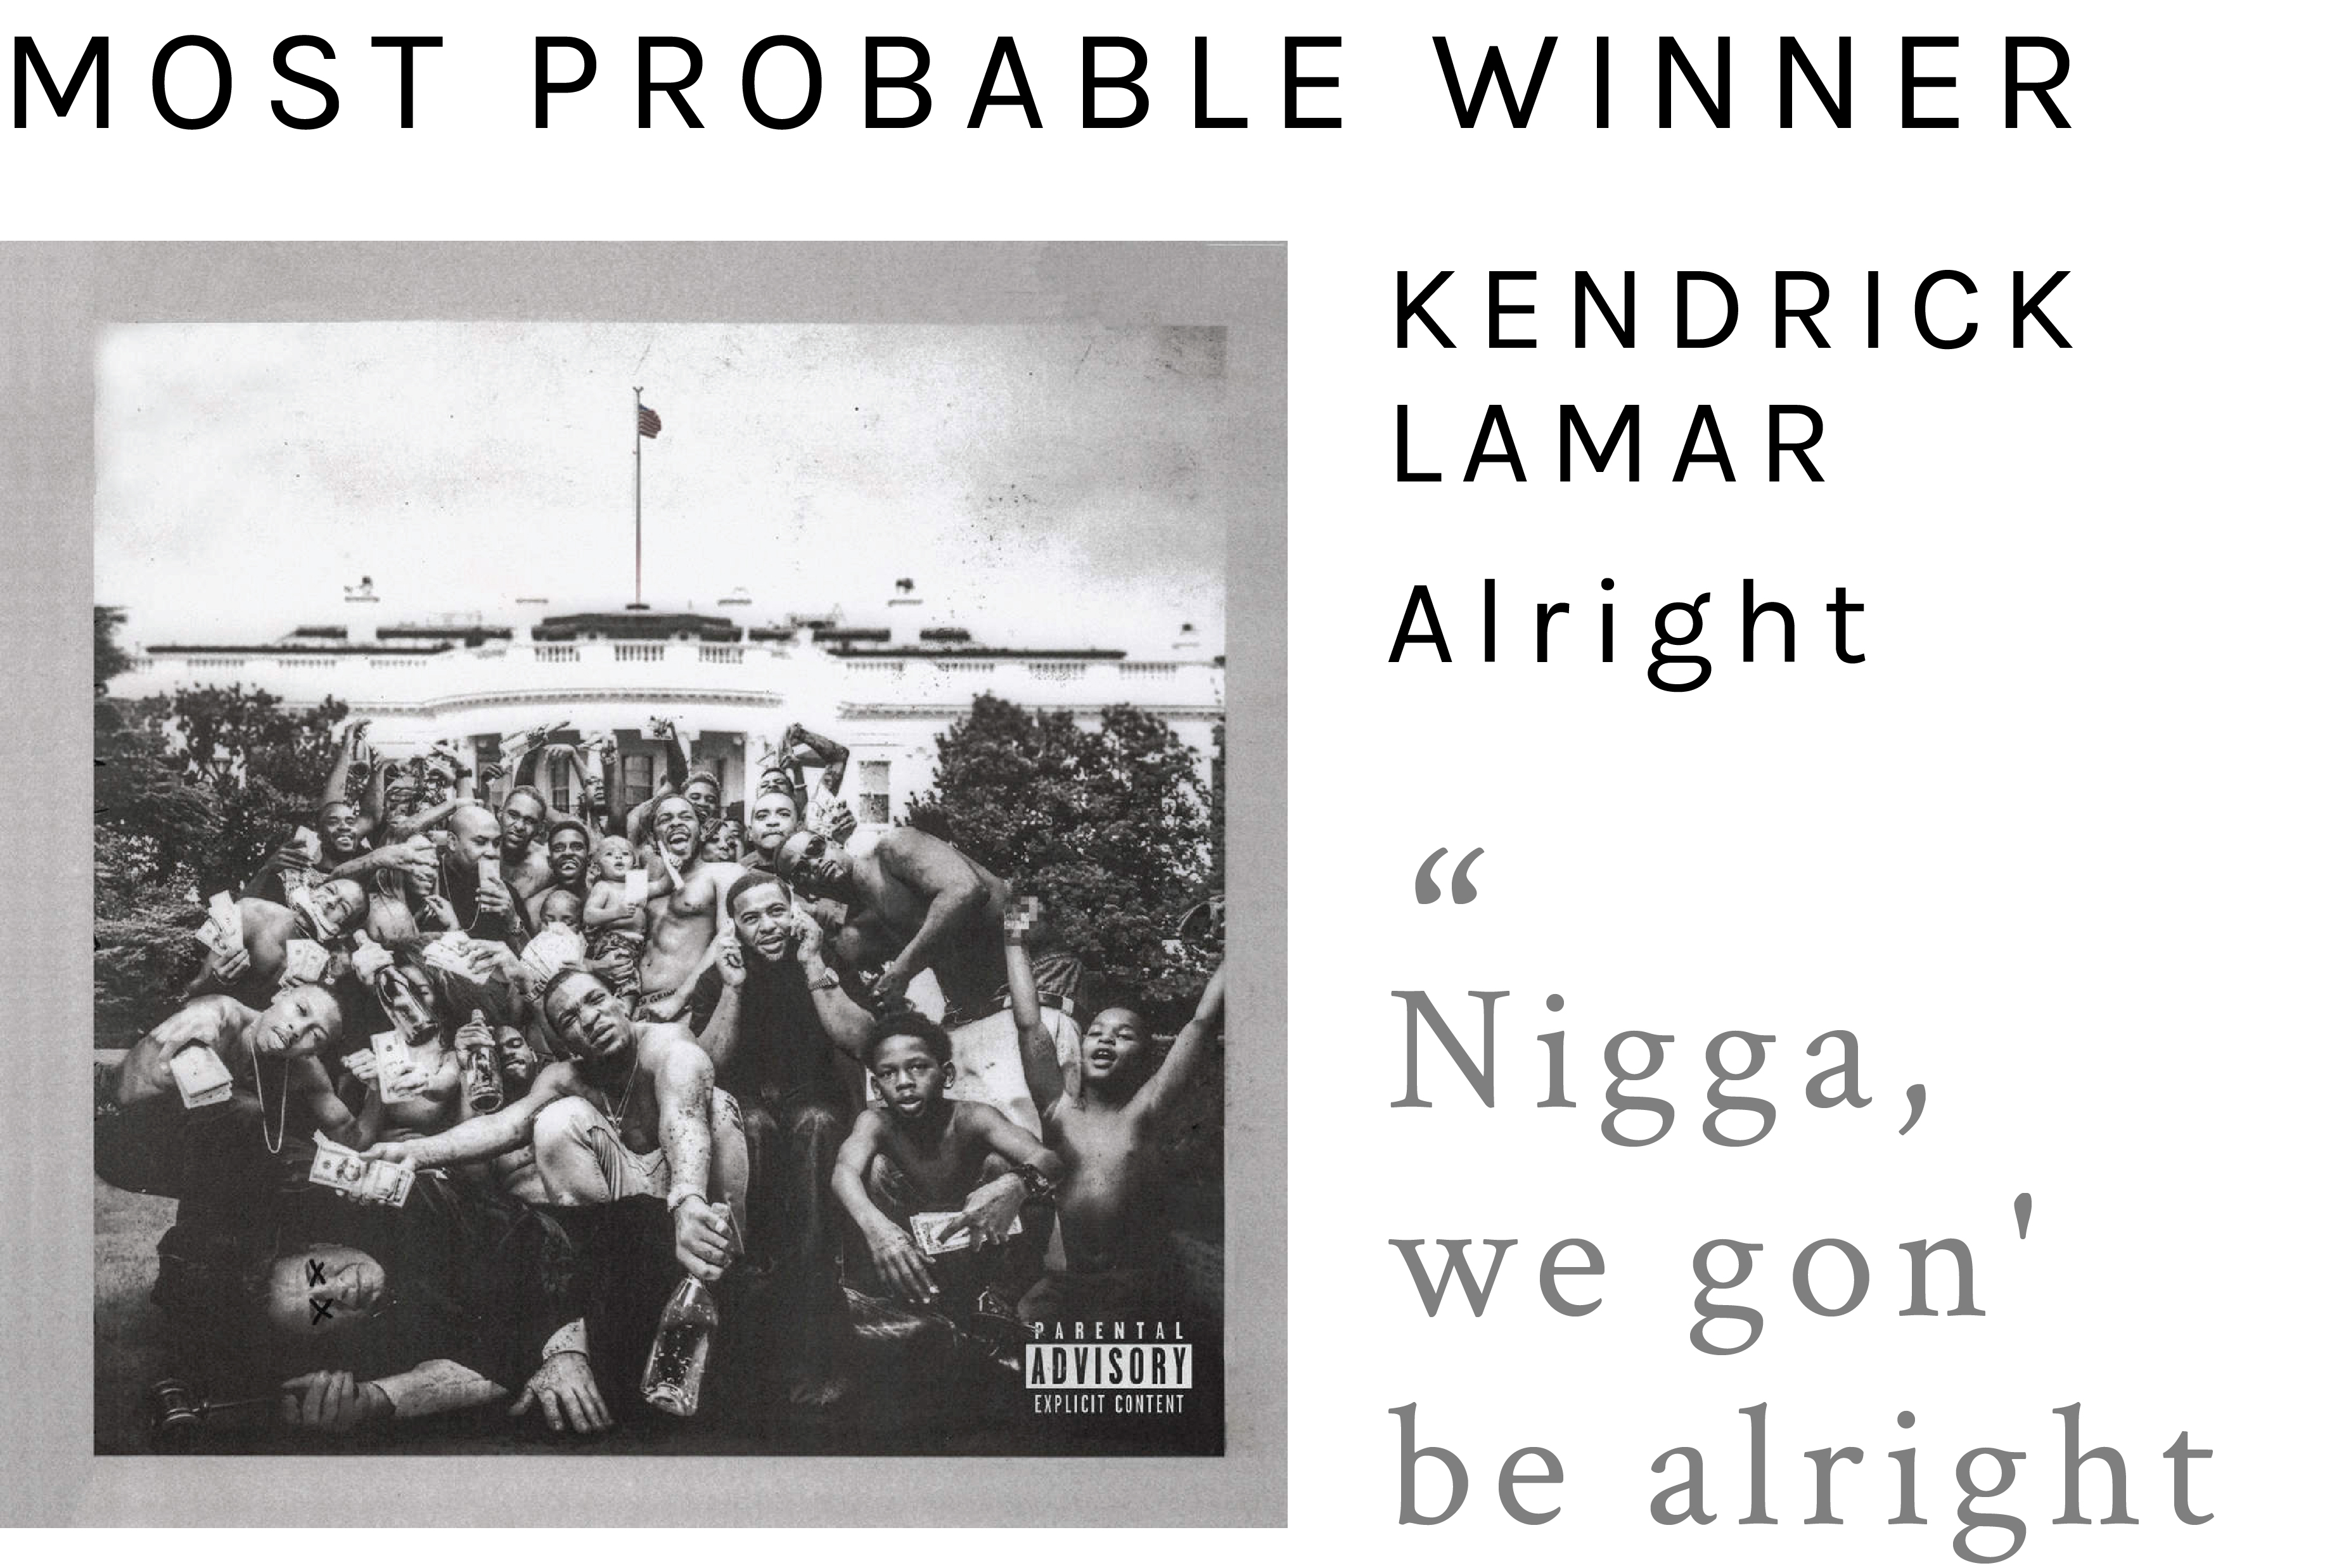 MOST PROBABLE WINNER
KENDRICK
LAMAR
Alright
“
Nigga,
we gon'
be alright
PARENTAL
ADVISORY
EXPLICIT CONTENT